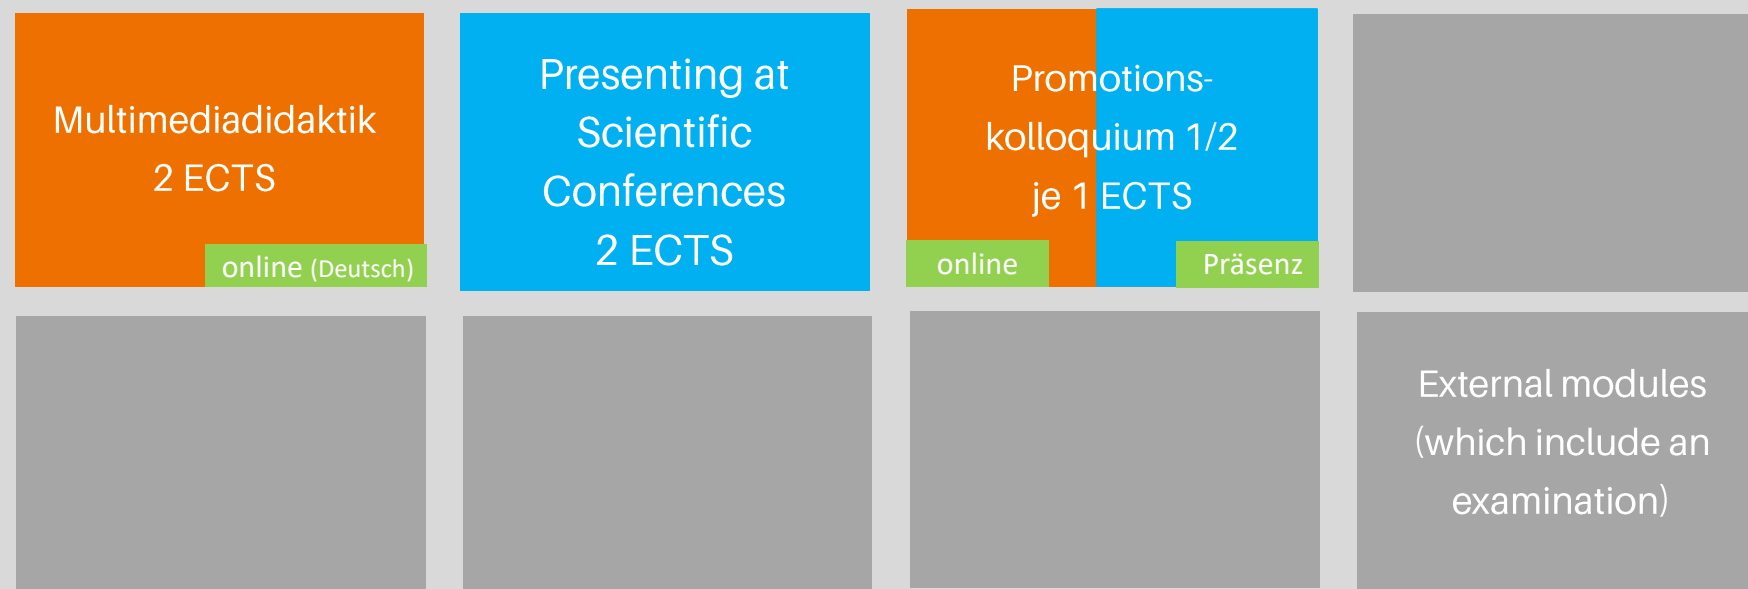 Multimediadidaktik
2 ECTS
online (Deutsch)
Presenting at
Scientific
Conferences
2 ECTS
Promotions-
kolloquium 1/2
je 1 ECTS
online
Präsenz
External modules
(which include an
examination)